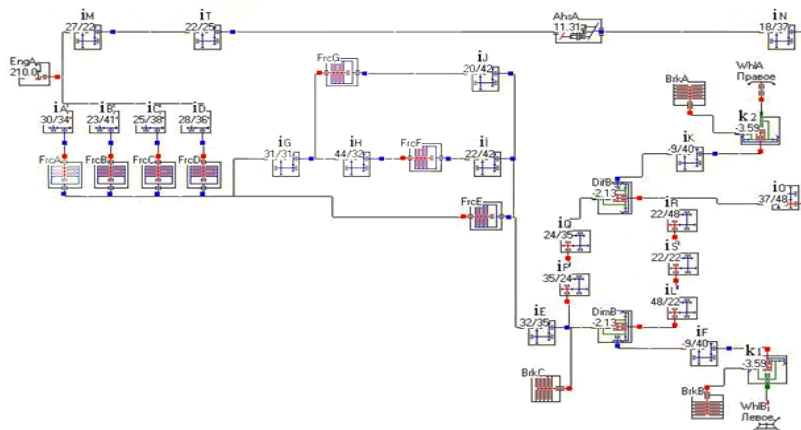 iM
27/22
iT
22/25
AhsA
11.31
iN
18/37
EngA
210.0
FrcG
iJ
20/42
WhlA
Правое
BrkA
iA
30/34
iB
23/41
iC
25/38
iD
28/36
k2
-3.59
iG
31/31
iH
44/32
FrcF
iI
22/42
iK
-9/40
FrcA
FrcB
FrcC
FrcD
DifB
-2.13
iO
37/48
FrcE
iQ
24/35
iR
22/48
iS
22/22
iP
35/24
iL
48/22
iE
32/35
DimB
-2.13
iF
-9/40
k1
-3.59
BrkC
BrkB
WhlB
Левое